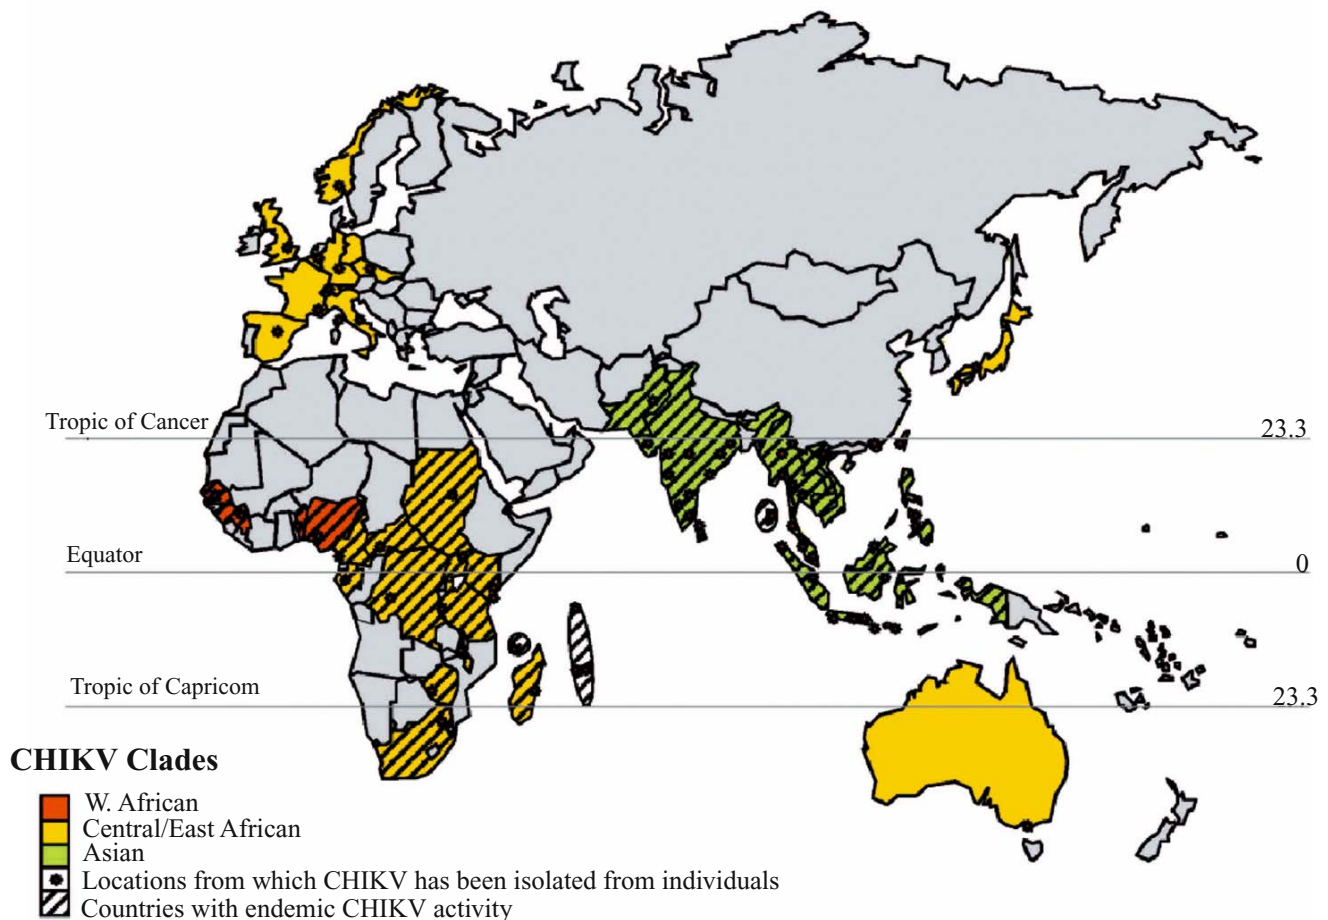 Tropic of Cancer
23.3
Equator
0
Tropic of Capricom
23.3
CHIKV Clades
W. African
Central/East African
Asian
Locations from which CHIKV has been isolated from individuals
Countries with endemic CHIKV activity